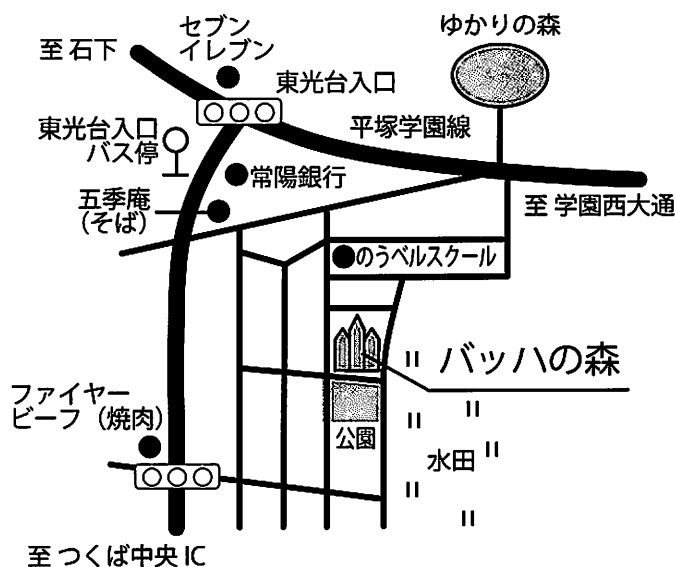 セブン
イレブン
ゆかりの森
至 石下
東光台入口
平塚学園線
東光台入口
バス停
常陽銀行
五季庵
（そば）
至 学園西大通
のうベルスクール
バッハの森
ファイヤー
ビーフ（焼肉）
公園
水田
至 つくば中央 IC